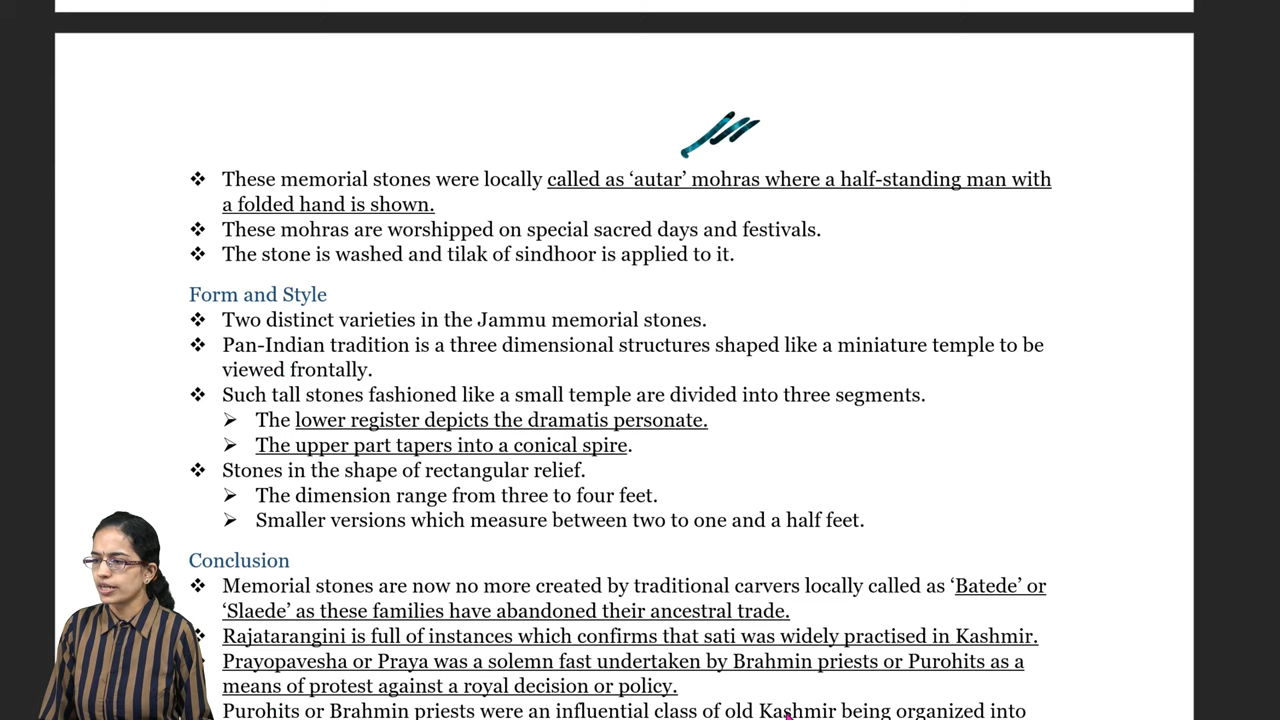 ❖ These memorial stones were locally called as ‘autar’ mohras where a half-standing man with
a folded hand is shown.
❖ These mohras are worshipped on special sacred days and festivals.
❖ The stone is washed and tilak of sindhoor is applied to it.
Form and Style
❖ Two distinct varieties in the Jammu memorial stones.
❖ Pan-Indian tradition is a three dimensional structures shaped like a miniature temple to be
viewed frontally.
❖ Such tall stones fashioned like a small temple are divided into three segments.
➢ The lower register depicts the dramatis personate.
➢ The upper part tapers into a conical spire.
❖ Stones in the shape of rectangular relief.
➢ The dimension range from three to four feet.
➢ Smaller versions which measure between two to one and a half feet.
Conclusion
❖ Memorial stones are now no more created by traditional carvers locally called as ‘Batede’ or
‘Slaede’ as these families have abandoned their ancestral trade.
❖ Rajatarangini is full of instances which confirms that sati was widely practised in Kashmir.
Prayopavesha or Praya was a solemn fast undertaken by Brahmin priests or Purohits as a
means of protest against a royal decision or policy.
Purohits or Brahmin priests were an influential class of old Kashmir being organized into